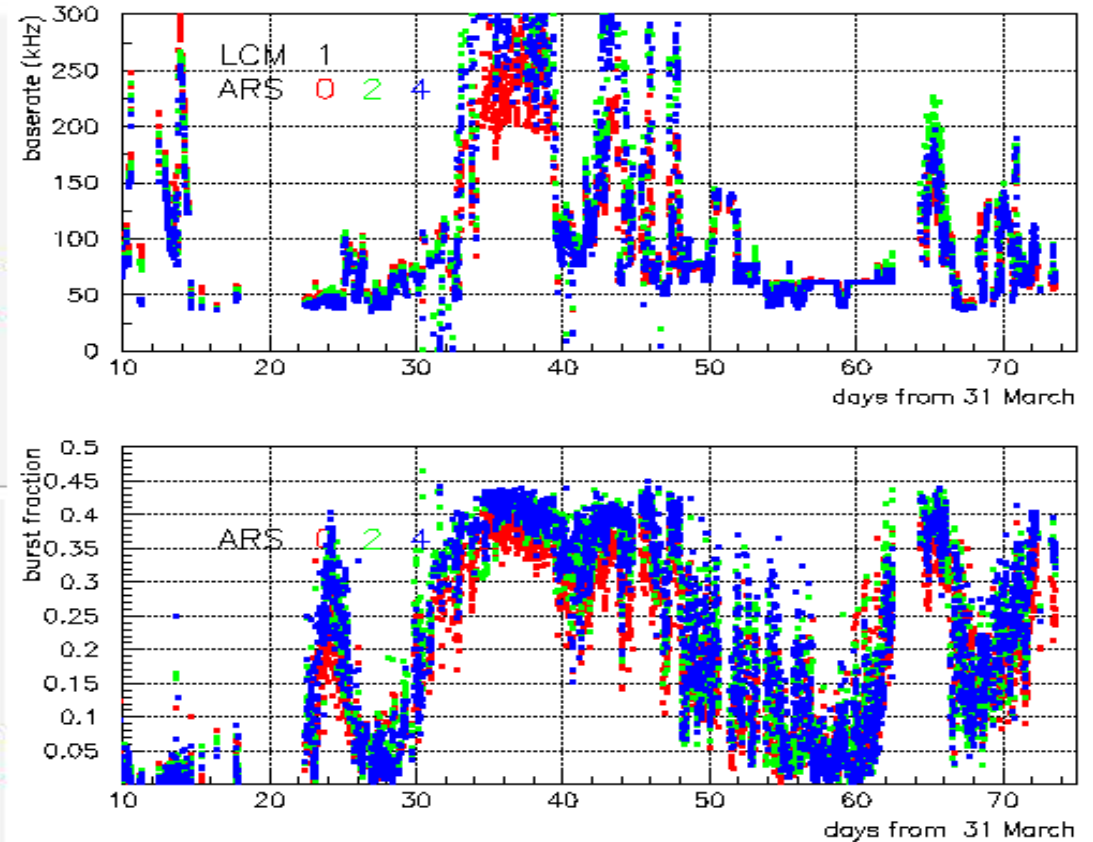 baserate (kHz)
300
250
200
150
100
50
0
LCM 1
ARS 0 2 4
10 20 30 40 50 60 70
days from 31 March
burst fraction
0.5
0.45
0.4
0.35
0.3
0.25
0.2
0.15
0.1
0.05
ARS 0 2 4
10 20 30 40 50 60 70
days from 31 March